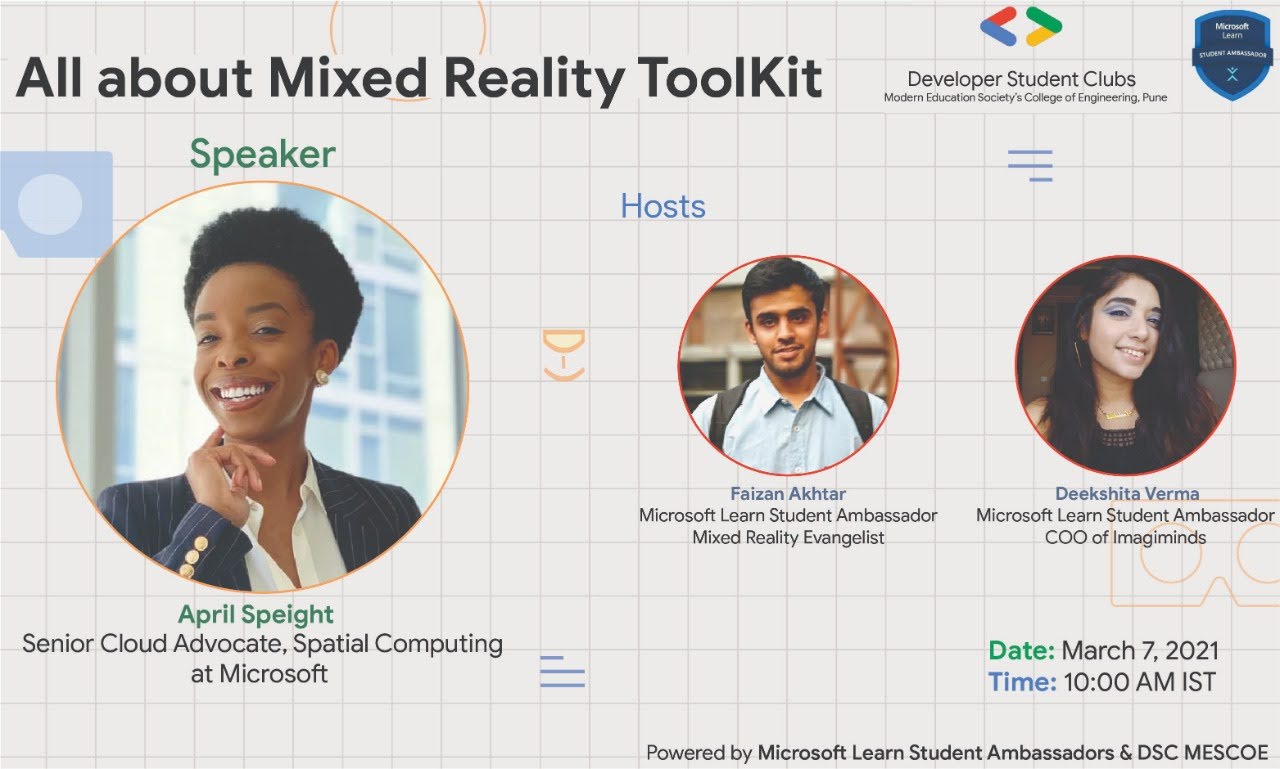 All about Mixed Reality ToolKit
Developer Student Clubs
Modern Education Society's College of Engineering, Pune
Microsoft
Learn
STUDENT AMBASSADOR
Speaker
Hosts
April Speight
Senior Cloud Advocate, Spatial Computing
at Microsoft
Faizan Akhtar
Microsoft Learn Student Ambassador
Mixed Reality Evangelist
Deekshita Verma
Microsoft Learn Student Ambassador
COO of Imagiminds
Date: March 7, 2021
Time: 10:00 AM IST
Powered by Microsoft Learn Student Ambassadors & DSC MESCOE